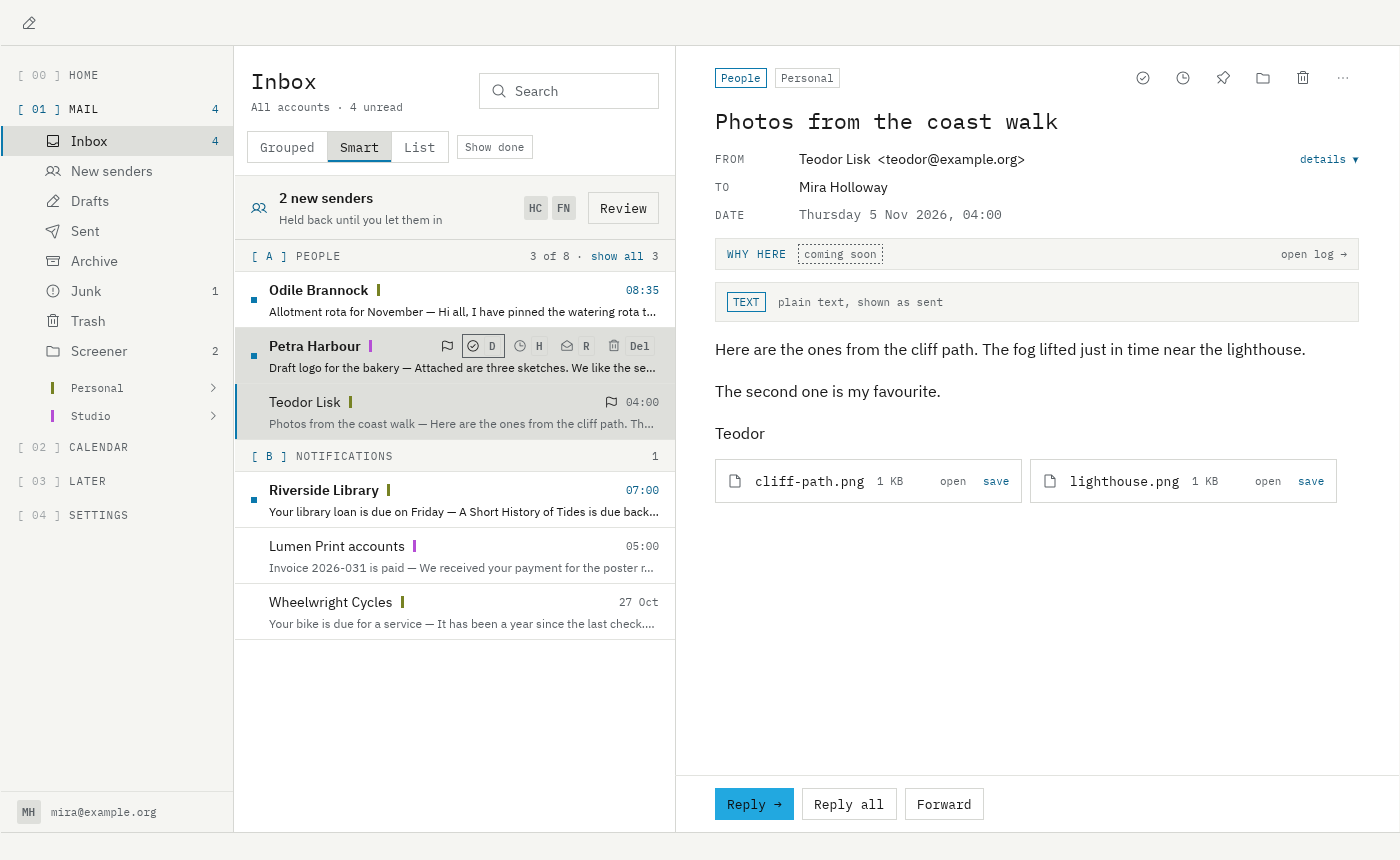 [ 00 ] HOME
[ 01 ] MAIL 4
Inbox 4
New senders
Drafts
Sent
Archive
Junk 1
Trash
Screener 2
Personal
Studio
[ 02 ] CALENDAR
[ 03 ] LATER
[ 04 ] SETTINGS
MH mira@example.org
Inbox
All accounts · 4 unread
Search
Grouped Smart List Show done
2 new senders
Held back until you let them in
HC FN Review
[ A ] PEOPLE 3 of 8 · show all 3
Odile Brannock 08:35
Allotment rota for November — Hi all, I have pinned the watering rota t…
Petra Harbour D H R Del
Draft logo for the bakery — Attached are three sketches. We like the se…
Teodor Lisk 04:00
Photos from the coast walk — Here are the ones from the cliff path. Th…
[ B ] NOTIFICATIONS 1
Riverside Library 07:00
Your library loan is due on Friday — A Short History of Tides is due back…
Lumen Print accounts 05:00
Invoice 2026-031 is paid — We received your payment for the poster r…
Wheelwright Cycles 27 Oct
Your bike is due for a service — It has been a year since the last check.…
People Personal
Photos from the coast walk
FROM Teodor Lisk <teodor@example.org> details ▾
TO Mira Holloway
DATE Thursday 5 Nov 2026, 04:00
WHY HERE coming soon open log →
TEXT plain text, shown as sent
Here are the ones from the cliff path. The fog lifted just in time near the lighthouse.
The second one is my favourite.
Teodor
cliff-path.png 1 KB open save
lighthouse.png 1 KB open save
Reply → Reply all Forward